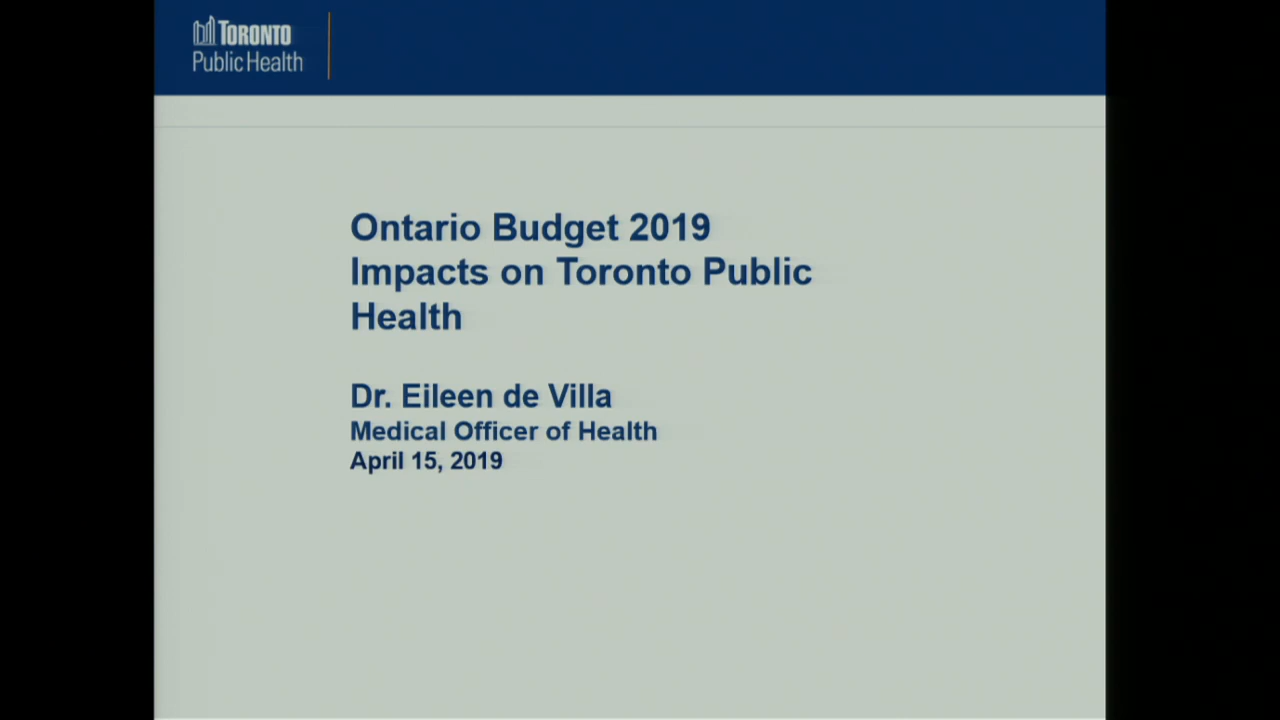 TORONTO
Public Health
Ontario Budget 2019
Impacts on Toronto Public
Health
Dr. Eileen de Villa
Medical Officer of Health
April 15, 2019